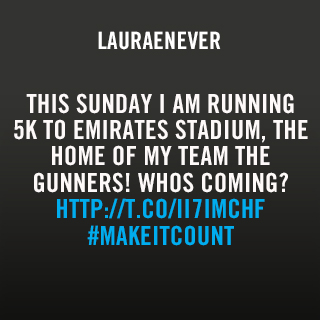 LAURAENEVER
THIS SUNDAY I AM RUNNING
5K TO EMIRATES STADIUM, THE
HOME OF MY TEAM THE
GUNNERS! WHOS COMING?
HTTP://T.CO/II7IMCHF
#MAKEITCOUNT